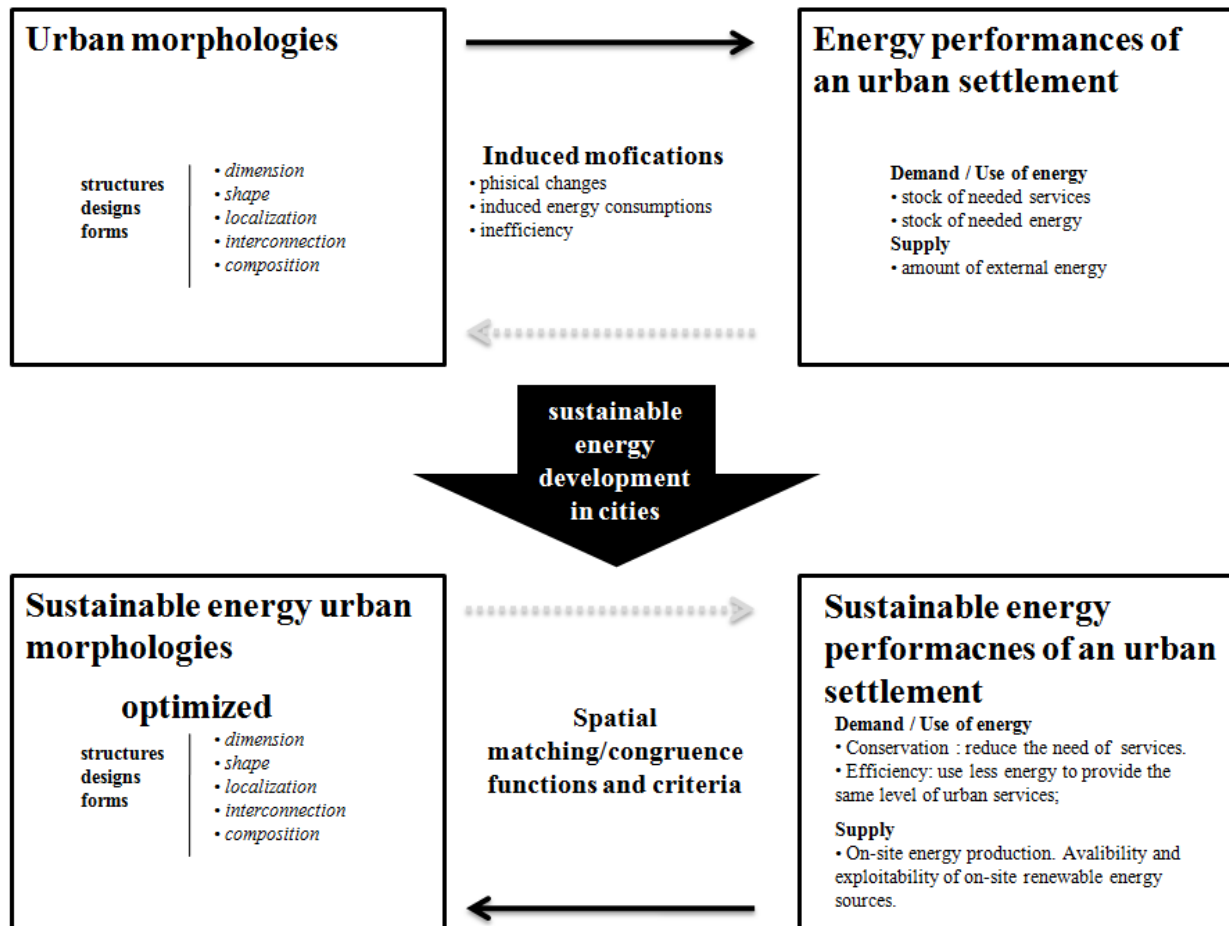 Urban morphologies
structures
designs
forms
• dimension
• shape
• localization
• interconnection
• composition
Induced mofications
• phisical changes
• induced energy consumptions
• inefficiency
Energy performances of
an urban settlement
Demand / Use of energy
• stock of needed services
• stock of needed energy
Supply
• amount of external energy
sustainable
energy
development
in cities
Sustainable energy urban
morphologies
optimized
structures
designs
forms
• dimension
• shape
• localization
• interconnection
• composition
Spatial
matching/congruence
functions and criteria
Sustainable energy
performacnes of an urban
settlement
Demand / Use of energy
• Conservation : reduce the need of services.
• Efficiency: use less energy to provide the
same level of urban services;
Supply
• On-site energy production. Avalibility and
exploitability of on-site renewable energy
sources.